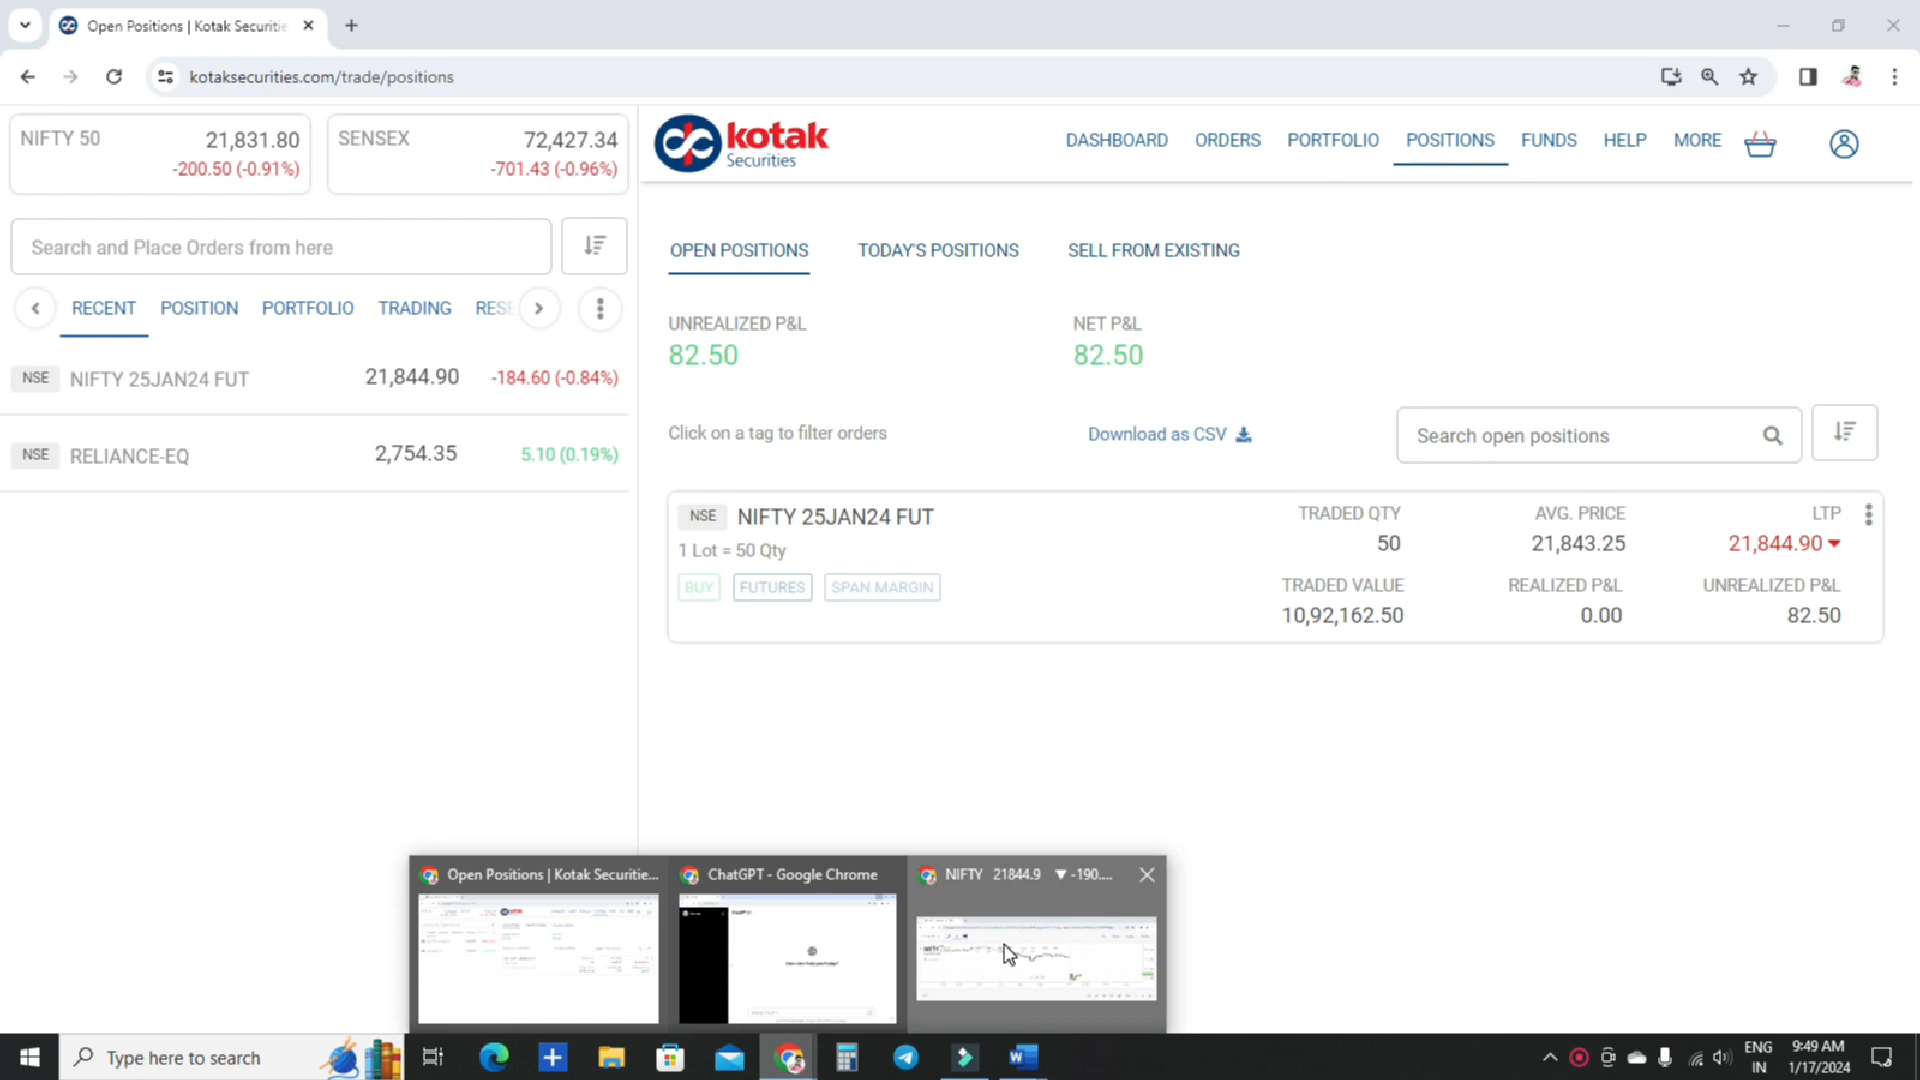 Open Positions | Kotak Securitie
kotaksecurities.com/trade/positions
NIFTY 50
21,831.80
-200.50 (-0.91%)
SENSEX
72,427.34
-701.43 (-0.96%)
kotak
Securities
DASHBOARD
ORDERS
PORTFOLIO
POSITIONS
FUNDS
HELP
MORE
Search and Place Orders from here
RECENT
POSITION
PORTFOLIO
TRADING
RESE
NSE
NIFTY 25JAN24 FUT
21,844.90
-184.60 (-0.84%)
NSE
RELIANCE-EQ
2,754.35
5.10 (0.19%)
OPEN POSITIONS
TODAY'S POSITIONS
SELL FROM EXISTING
UNREALIZED P&L
82.50
NET P&L
82.50
Click on a tag to filter orders
Download as CSV
Search open positions
NSE
NIFTY 25JAN24 FUT
1 Lot = 50 Qty
BUY
FUTURES
SPAN MARGIN
TRADED QTY
50
AVG. PRICE
21,843.25
LTP
21,844.90
TRADED VALUE
10,92,162.50
REALIZED P&L
0.00
UNREALIZED P&L
82.50
Open Positions | Kotak Securitie...
ChatGPT - Google Chrome
NIFTY 21844.9 ▼ -190....
Type here to search
ENG
IN
9:49 AM
1/17/2024